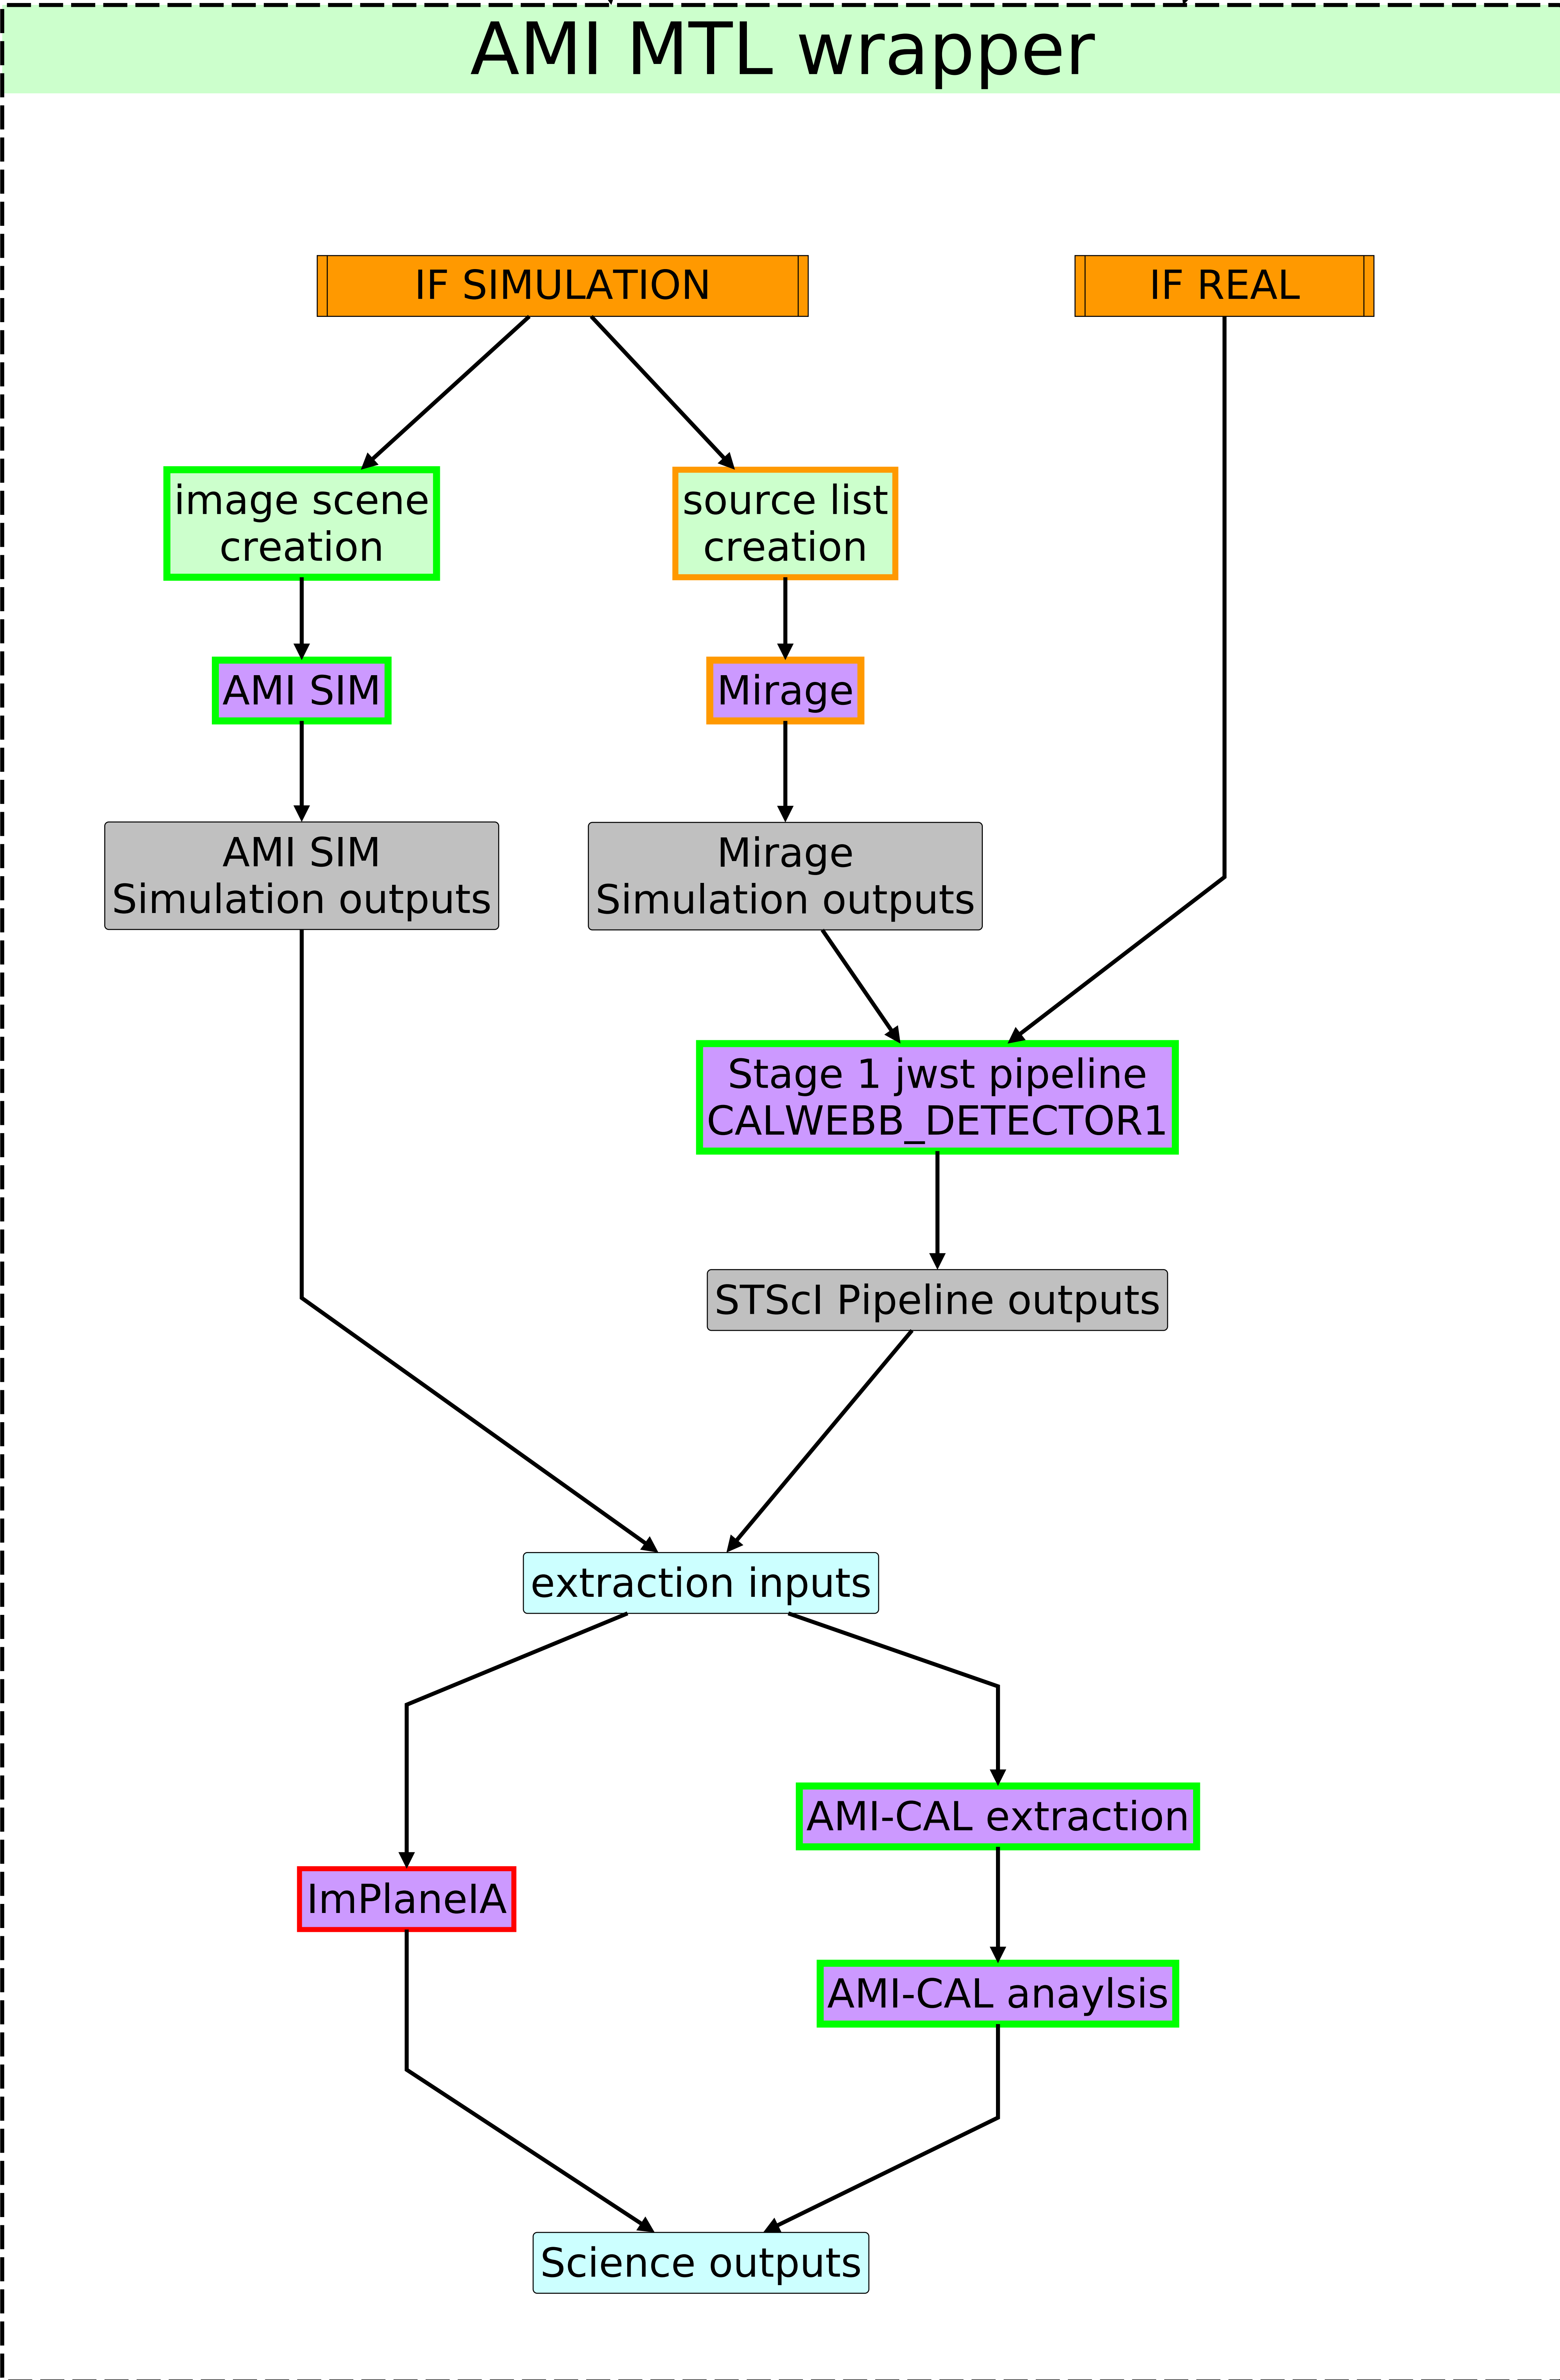 AMI MTL wrapper
IF SIMULATION
IF REAL
image scene
creation
source list
creation
AMI SIM
Mirage
AMI SIM
Simulation outputs
Mirage
Simulation outputs
Stage 1 jwst pipeline
CALWEBB_DETECTOR1
STScI Pipeline outputs
extraction inputs
AMI-CAL extraction
ImPlaneIA
AMI-CAL anaylsis
Science outputs